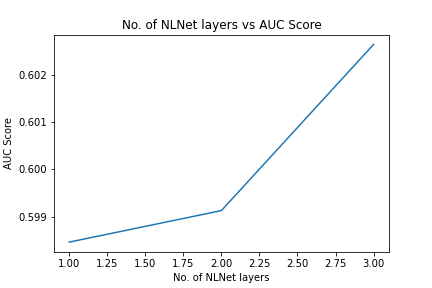 No. of NLNet layers vs AUC Score
0.602
0.601
0.600
0.599
AUC Score
1.00 1.25 1.50 1.75 2.00 2.25 2.50 2.75 3.00
No. of NLNet layers